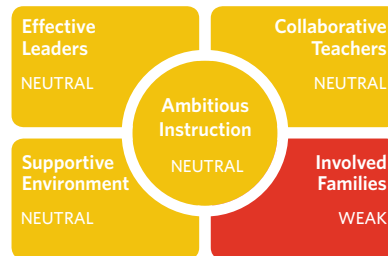 Effective
Leaders
NEUTRAL
Collaborative
Teachers
NEUTRAL
Ambitious
Instruction
NEUTRAL
Supportive
Environment
NEUTRAL
Involved
Families
WEAK